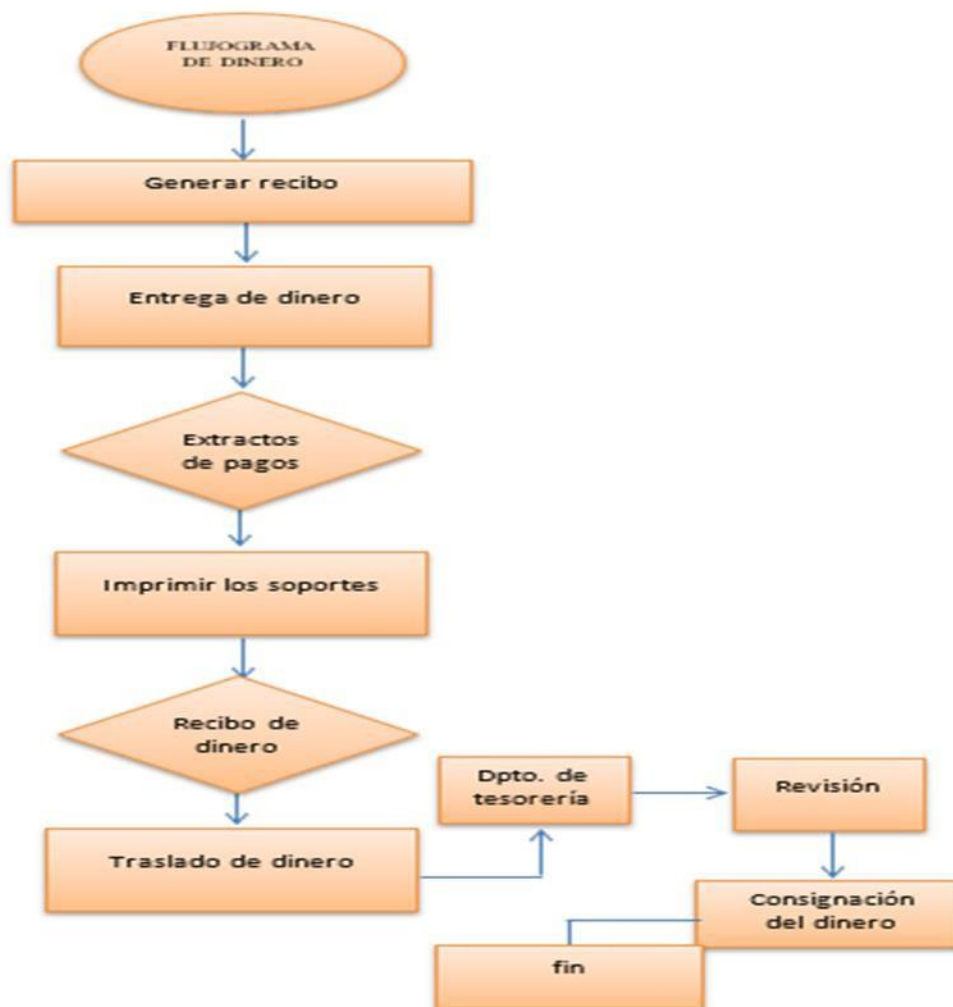 FLUJOGRAMA
DE DINERO
Generar recibo
Entrega de dinero
Extractos
de pagos
Imprimir los soportes
Recibo de
dinero
Traslado de dinero
Dpto. de
tesorería
Revisión
Consignación
del dinero
fin